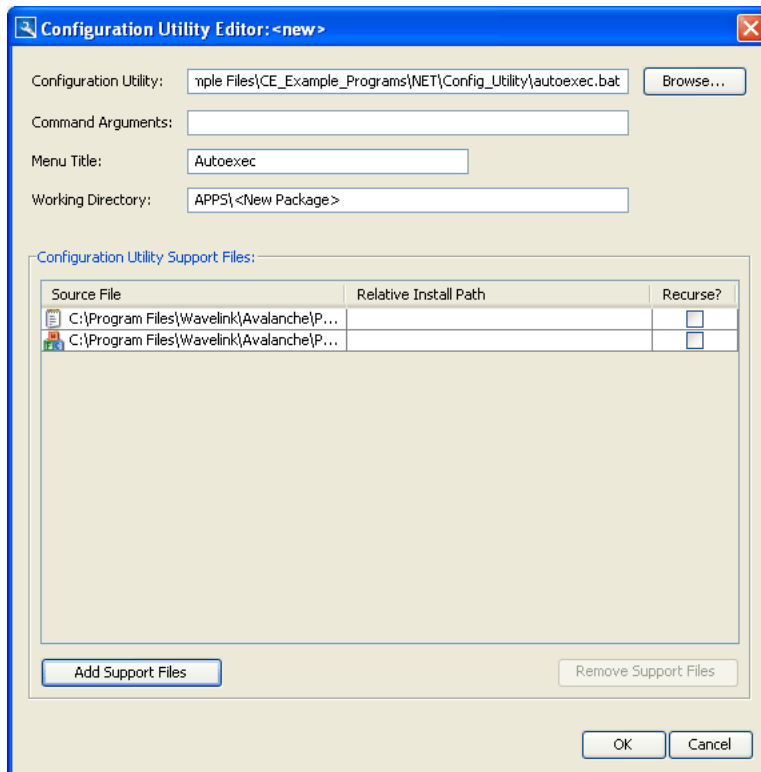 Configuration Utility Editor:<new>
Configuration Utility: nple Files\CE_Example_Programs\NET\Config_Utility\autoexec.bat Browse...
Command Arguments:
Menu Title: Autoexec
Working Directory: APPS\<New Package>
Configuration Utility Support Files:
Source File Relative Install Path Recurse?
C:\Program Files\Wavelink\Avalanche\P...
C:\Program Files\Wavelink\Avalanche\P...
Add Support Files Remove Support Files
OK Cancel